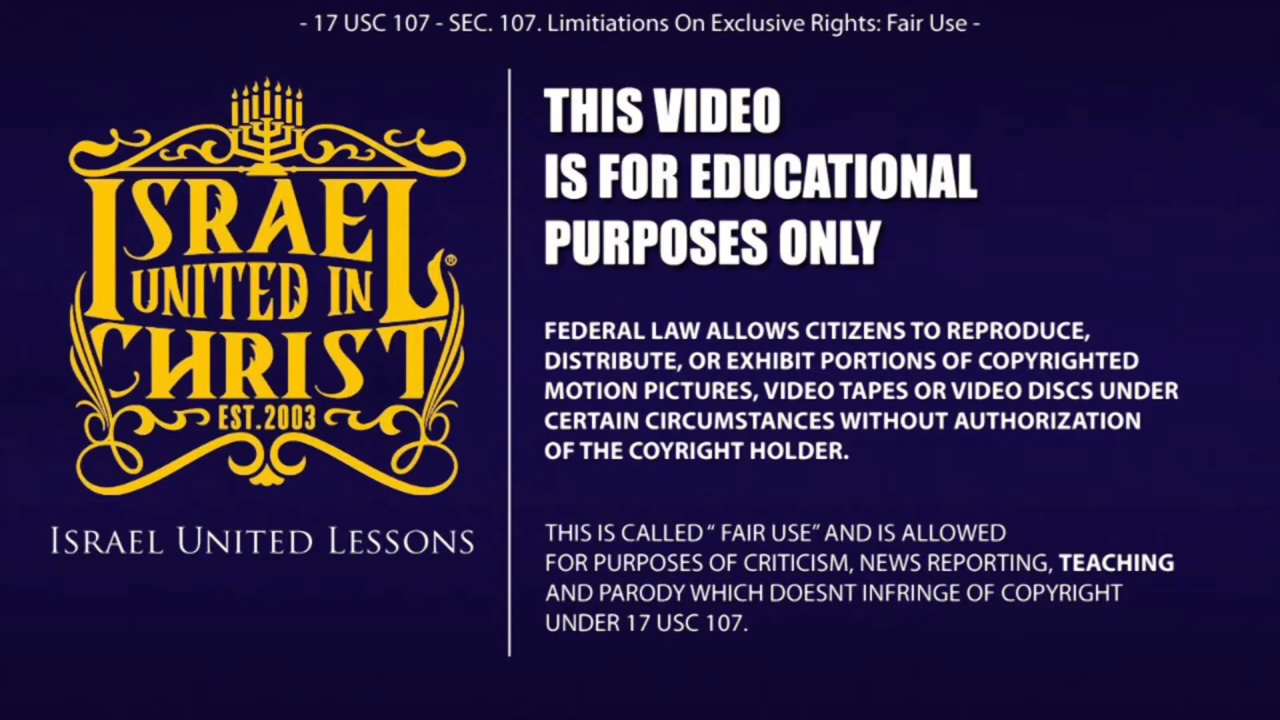 - 17 USC 107 - SEC. 107. Limitiations On Exclusive Rights: Fair Use -
ISRAEL
UNITED IN
CHRIST
®
EST.2003
ISRAEL UNITED LESSONS
THIS VIDEO
IS FOR EDUCATIONAL
PURPOSES ONLY
FEDERAL LAW ALLOWS CITIZENS TO REPRODUCE,
DISTRIBUTE, OR EXHIBIT PORTIONS OF COPYRIGHTED
MOTION PICTURES, VIDEO TAPES OR VIDEO DISCS UNDER
CERTAIN CIRCUMSTANCES WITHOUT AUTHORIZATION
OF THE COYRIGHT HOLDER.
THIS IS CALLED “ FAIR USE” AND IS ALLOWED
FOR PURPOSES OF CRITICISM, NEWS REPORTING, TEACHING
AND PARODY WHICH DOESNT INFRINGE OF COPYRIGHT
UNDER 17 USC 107.